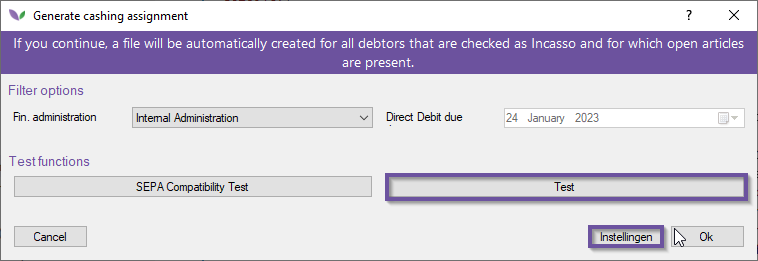 Generate cashing assignment
?
If you continue, a file will be automatically created for all debtors that are checked as Incasso and for which open articles
are present.
Filter options
Fin. administration Internal Administration Direct Debit due 24 January 2023
Test functions
SEPA Compatibility Test Test
Cancel Instellingen Ok